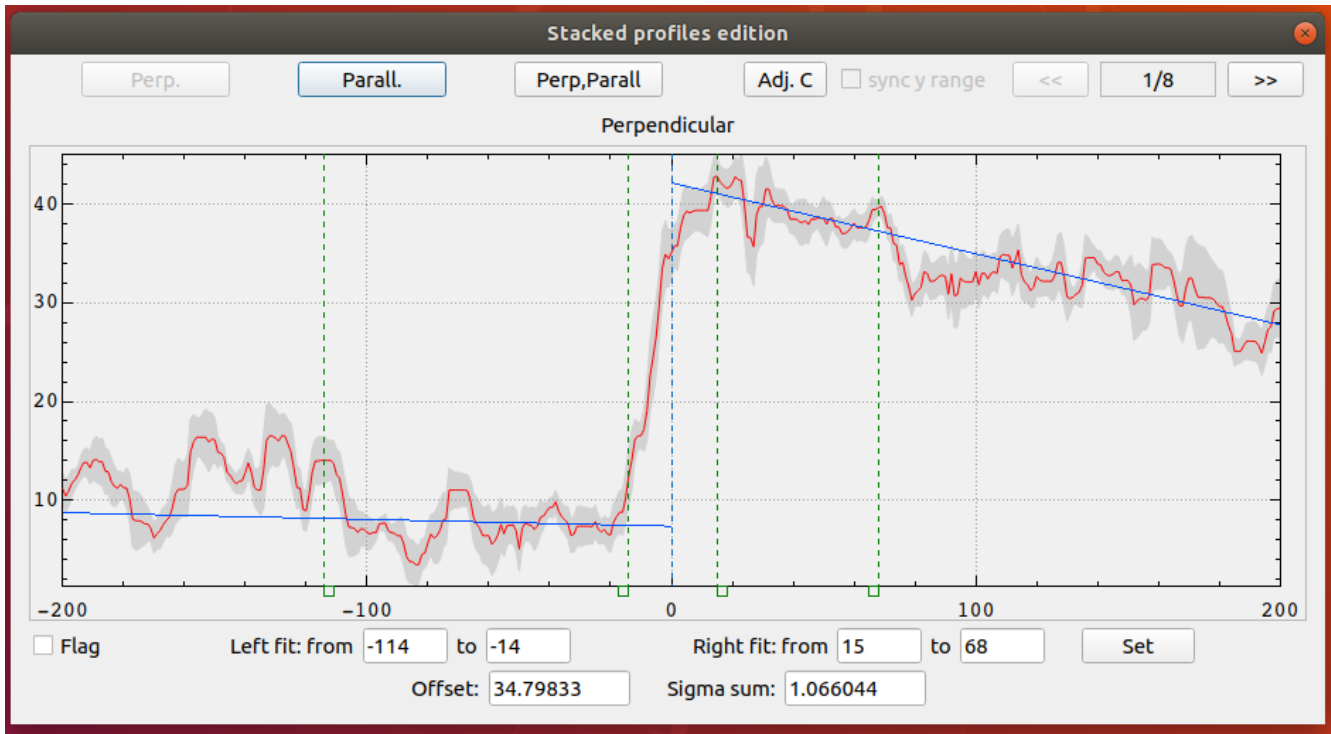 Stacked profiles edition
Perp. Parall. Perp,Parall Adj. C sync y range << 1/8 >>
Perpendicular
40
30
20
10
-200 -100 0 100 200
Flag Left fit: from -114 to -14 Right fit: from 15 to 68 Set
Offset: 34.79833 Sigma sum: 1.066044